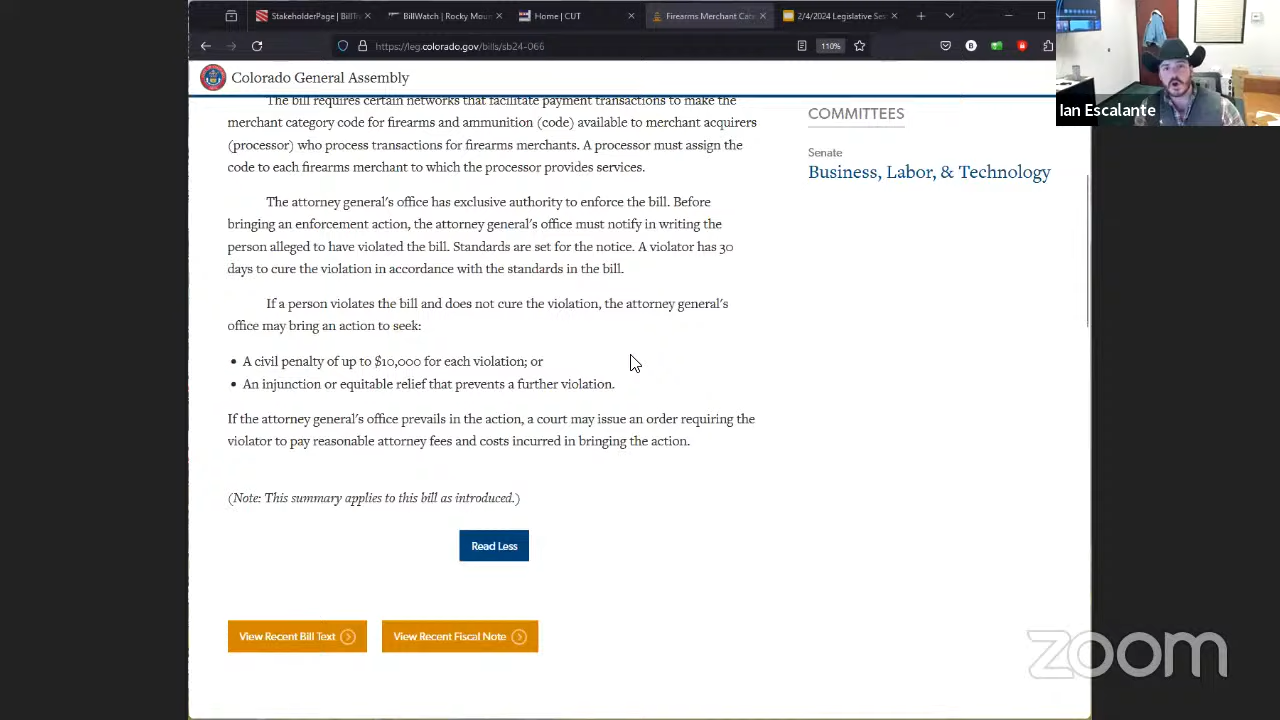 StakeholderPage | BillTr
BillWatch | Rocky Moun
Home | CUT
Firearms Merchant Cate
2/4/2024 Legislative Ses
https://leg.colorado.gov/bills/sb24-066
110%
Colorado General Assembly
The bill requires certain networks that facilitate payment transactions to make the
merchant category code for firearms and ammunition (code) available to merchant acquirers
(processor) who process transactions for firearms merchants. A processor must assign the
code to each firearms merchant to which the processor provides services.
The attorney general's office has exclusive authority to enforce the bill. Before
bringing an enforcement action, the attorney general's office must notify in writing the
person alleged to have violated the bill. Standards are set for the notice. A violator has 30
days to cure the violation in accordance with the standards in the bill.
If a person violates the bill and does not cure the violation, the attorney general's
office may bring an action to seek:
• A civil penalty of up to $10,000 for each violation; or
• An injunction or equitable relief that prevents a further violation.
If the attorney general's office prevails in the action, a court may issue an order requiring the
violator to pay reasonable attorney fees and costs incurred in bringing the action.
(Note: This summary applies to this bill as introduced.)
Read Less
View Recent Bill Text
View Recent Fiscal Note
COMMITTEES
Senate
Business, Labor, & Technology
Ian Escalante
zoom